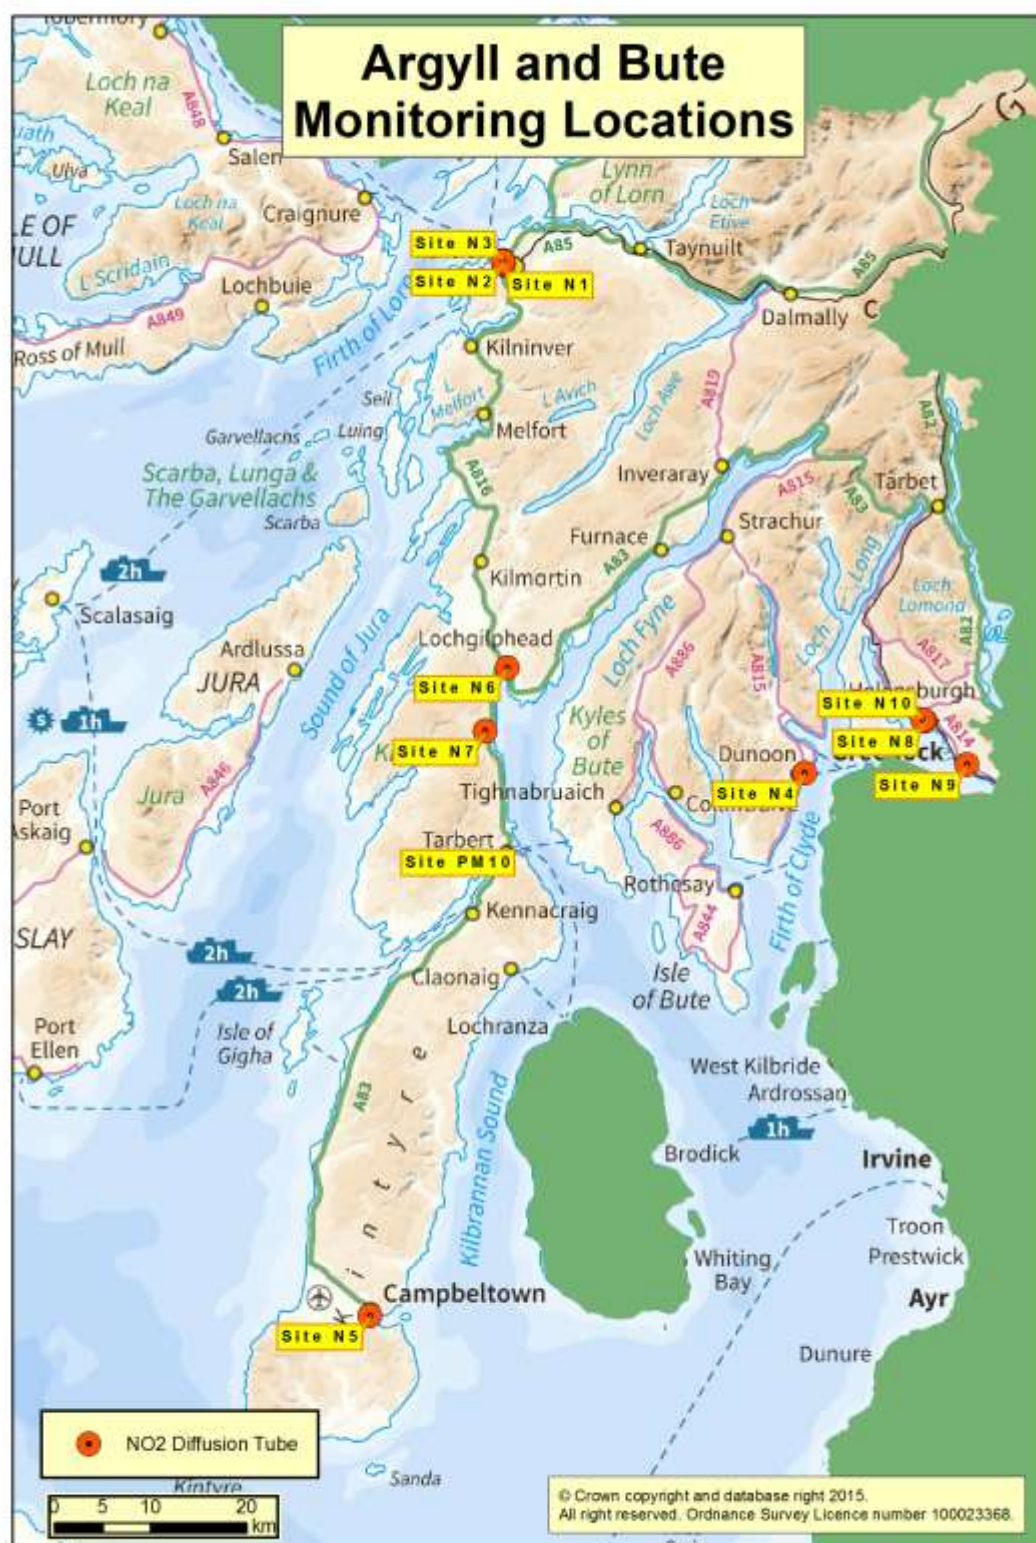 Argyll and Bute
Monitoring Locations
Tobermory
Loch na
Keal
A848
Salen
Ulva
Loch na
Keal
Craignure
L Scridain
Lochbuie
A849
Ross of Mull
Firth of Lorn
Lynn
of Lorn
Loch
Etive
Site N3
Site N2
Site N1
A85
Taynuilt
A85
Dalmally
C
G
Kilninver
Seil
L
Melfort
L Avich
Loch Awe
A819
A82
Garvellachs
Luing
Melfort
Scarba, Lunga &
The Garvellachs
Scarba
A816
Inveraray
A815
A83
Tarbet
Strachur
Furnace
A83
2h
Kilmartin
Scalasaig
Loch Long
Loch
Lomond
A82
Ardlussa
JURA
Sound of Jura
Lochgilphead
Loch Fyne
A886
A815
A817
Site N6
Helensburgh
Site N10
Site N8
A814
S
1h
Site N7
Kyles
of
Bute
Dunoon
Site N4
Site N9
A846
Jura
Port
Askaig
Tighnabruaich
Tarbert
Site PM10
A886
Rothesay
A844
Firth of Clyde
Kennacraig
SLAY
2h
2h
Claonaig
Isle
of Bute
Port
Ellen
Isle of
Gigha
Lochranza
A83
Kintyre
Kilbrannan Sound
West Kilbride
Ardrossan
1h
Brodick
Irvine
Troon
Prestwick
Whiting
Bay
Ayr
Campbeltown
Site N5
Dunure
NO2 Diffusion Tube
Sanda
Kintyre
0 5 10 20
km
© Crown copyright and database right 2015.
All right reserved. Ordnance Survey Licence number 100023368.